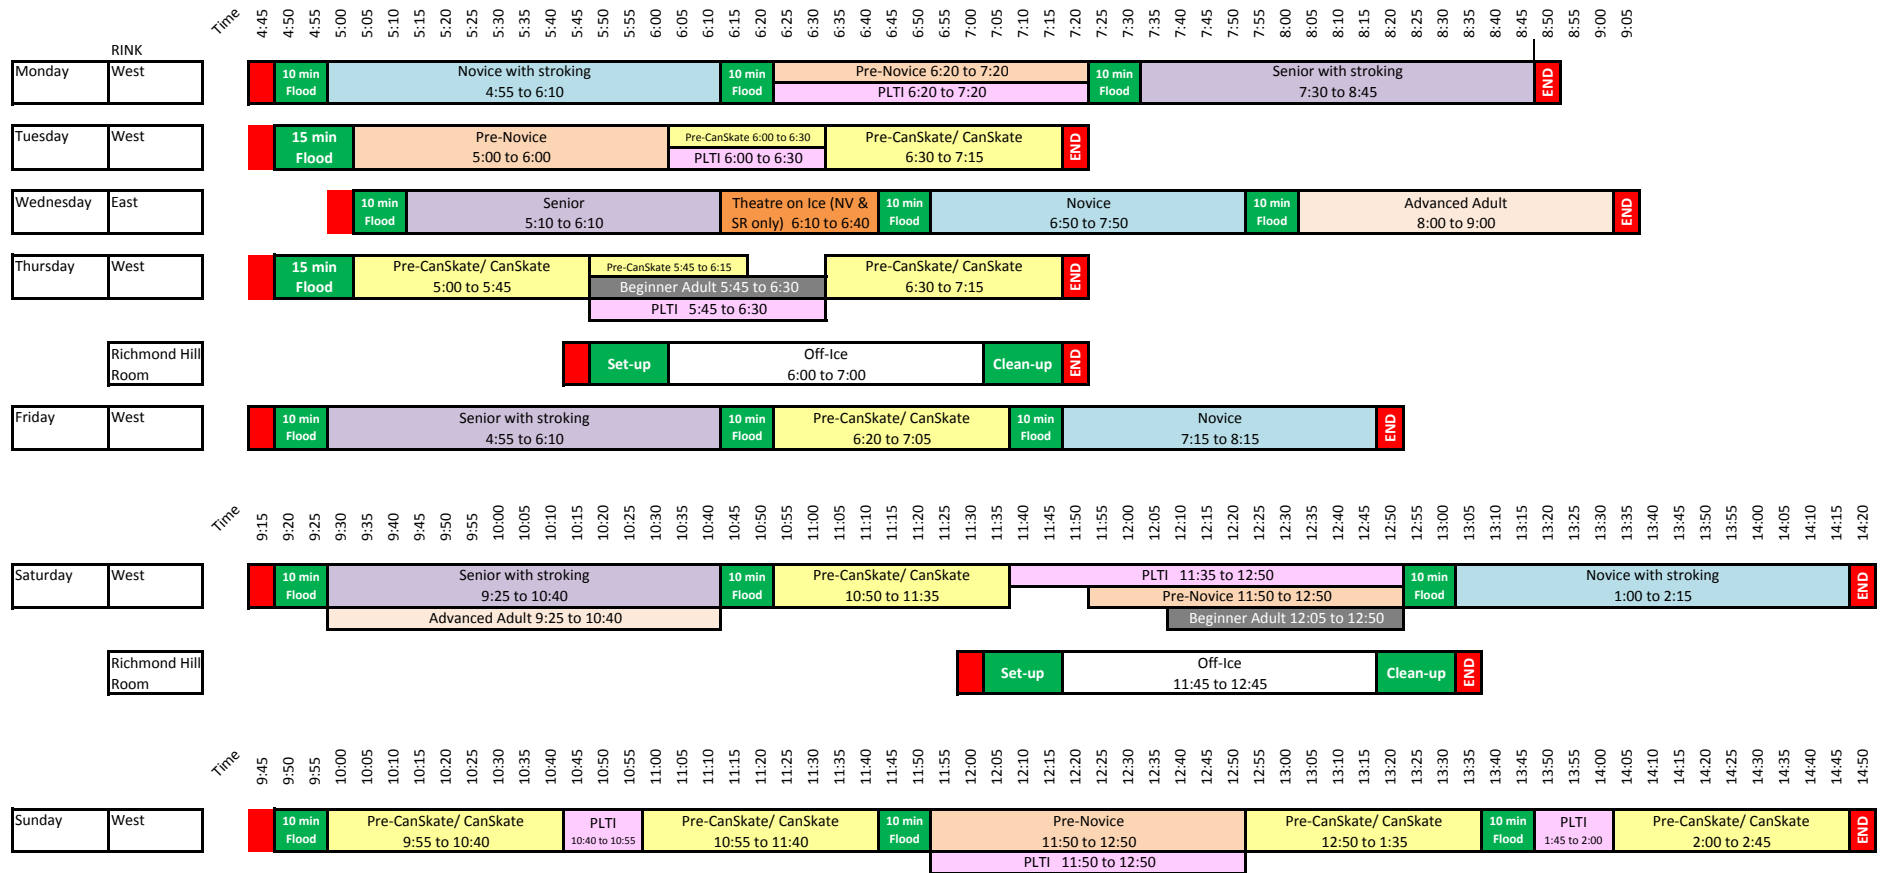 Time 4:45 4:50 4:55 5:00 5:05 5:10 5:15 5:20 5:25 5:30 5:35 5:40 5:45 5:50 5:55 6:00 6:05 6:10 6:15 6:20 6:25 6:30 6:35 6:40 6:45 6:50 6:55 7:00 7:05 7:10 7:15 7:20 7:25 7:30 7:35 7:40 7:45 7:50 7:55 8:00 8:05 8:10 8:15 8:20 8:25 8:30 8:35 8:40 8:45 8:50 8:55 9:00 9:05
RINK
Monday West 10 min Novice with stroking 10 min Pre-Novice 6:20 to 7:20 10 min Senior with stroking END
Flood 4:55 to 6:10 Flood PLTI 6:20 to 7:20 Flood 7:30 to 8:45
Tuesday West 15 min Pre-Novice Pre-CanSkate 6:00 to 6:30 Pre-CanSkate/ CanSkate END
Flood 5:00 to 6:00 PLTI 6:00 to 6:30 6:30 to 7:15
Wednesday East 10 min Senior Theatre on Ice (NV & 10 min Novice 10 min Advanced Adult END
Flood 5:10 to 6:10 SR only) 6:10 to 6:40 Flood 6:50 to 7:50 Flood 8:00 to 9:00
Thursday West 15 min Pre-CanSkate/ CanSkate Pre-CanSkate 5:45 to 6:15 Pre-CanSkate/ CanSkate END
Flood 5:00 to 5:45 Beginner Adult 5:45 to 6:30 6:30 to 7:15
PLTI 5:45 to 6:30
Richmond Hill Set-up Off-Ice Clean-up END
Room 6:00 to 7:00
Friday West 10 min Senior with stroking 10 min Pre-CanSkate/ CanSkate 10 min Novice END
Flood 4:55 to 6:10 Flood 6:20 to 7:05 Flood 7:15 to 8:15
Time 9:15 9:20 9:25 9:30 9:35 9:40 9:45 9:50 9:55 10:00 10:05 10:10 10:15 10:20 10:25 10:30 10:35 10:40 10:45 10:50 10:55 11:00 11:05 11:10 11:15 11:20 11:25 11:30 11:35 11:40 11:45 11:50 11:55 12:00 12:05 12:10 12:15 12:20 12:25 12:30 12:35 12:40 12:45 12:50 12:55 13:00 13:05 13:10 13:15 13:20 13:25 13:30 13:35 13:40 13:45 13:50 13:55 14:00 14:05 14:10 14:15 14:20
Saturday West 10 min Senior with stroking 10 min Pre-CanSkate/ CanSkate PLTI 11:35 to 12:50 10 min Novice with stroking END
Flood 9:25 to 10:40 Flood 10:50 to 11:35 Pre-Novice 11:50 to 12:50 Flood 1:00 to 2:15
Advanced Adult 9:25 to 10:40 Beginner Adult 12:05 to 12:50
Richmond Hill Set-up Off-Ice Clean-up END
Room 11:45 to 12:45
Time 9:45 9:50 9:55 10:00 10:05 10:10 10:15 10:20 10:25 10:30 10:35 10:40 10:45 10:50 10:55 11:00 11:05 11:10 11:15 11:20 11:25 11:30 11:35 11:40 11:45 11:50 11:55 12:00 12:05 12:10 12:15 12:20 12:25 12:30 12:35 12:40 12:45 12:50 12:55 13:00 13:05 13:10 13:15 13:20 13:25 13:30 13:35 13:40 13:45 13:50 13:55 14:00 14:05 14:10 14:15 14:20 14:25 14:30 14:35 14:40 14:45 14:50
Sunday West 10 min Pre-CanSkate/ CanSkate PLTI Pre-CanSkate/ CanSkate 10 min Pre-Novice Pre-CanSkate/ CanSkate 10 min PLTI Pre-CanSkate/ CanSkate END
Flood 9:55 to 10:40 10:40 to 10:55 10:55 to 11:40 Flood 11:50 to 12:50 12:50 to 1:35 Flood 1:45 to 2:00 2:00 to 2:45
PLTI 11:50 to 12:50